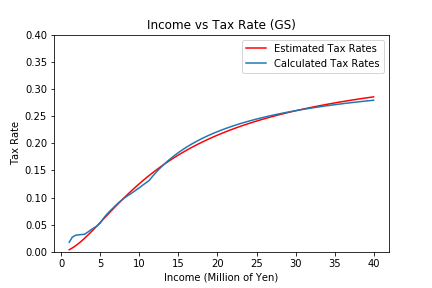 Income vs Tax Rate (GS)
0.40
0.35
0.30
0.25
0.20
0.15
0.10
0.05
0.00
Tax Rate
Estimated Tax Rates
Calculated Tax Rates
0 5 10 15 20 25 30 35 40
Income (Million of Yen)